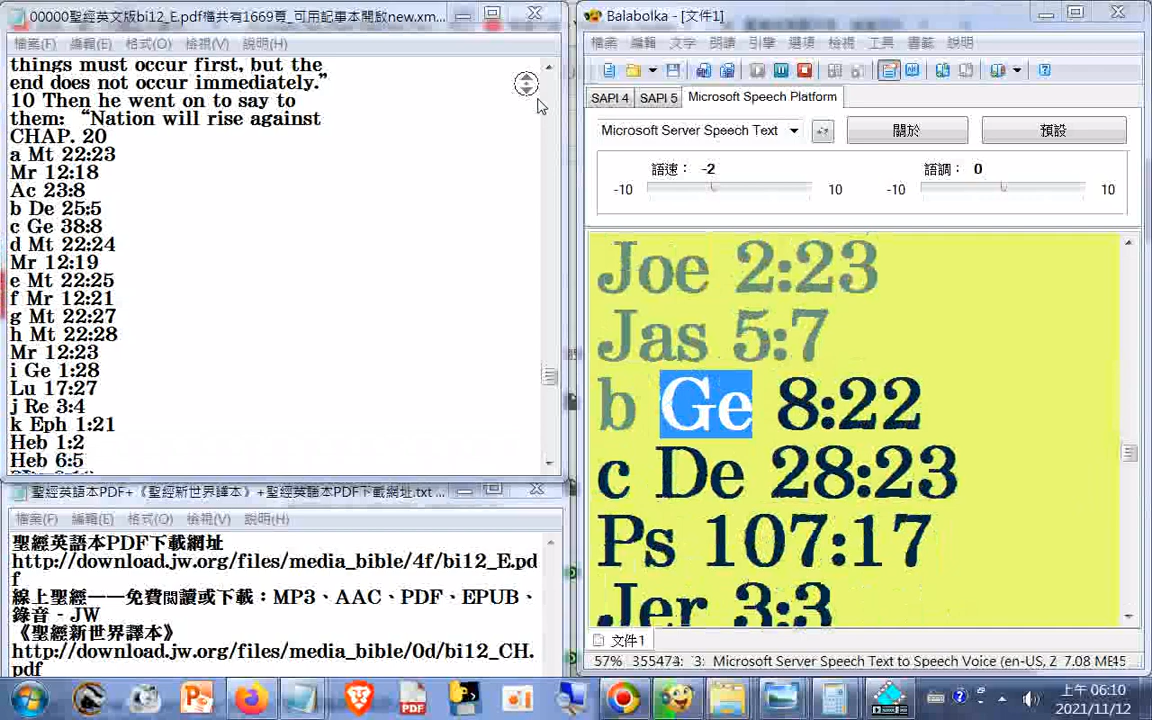 00000聖經英文版bi12_E.pdf檔共有1669頁_可用記事本開啟new.xm...
檔案(F) 編輯(E) 格式(O) 檢視(V) 說明(H)
things must occur first, but the
end does not occur immediately.”
10 Then he went on to say to
them: “Nation will rise against
CHAP. 20
a Mt 22:23
Mr 12:18
Ac 23:8
b De 25:5
c Ge 38:8
d Mt 22:24
Mr 12:19
e Mt 22:25
f Mr 12:21
g Mt 22:27
h Mt 22:28
Mr 12:23
i Ge 1:28
Lu 17:27
j Re 3:4
k Eph 1:21
Heb 1:2
Heb 6:5
聖經英語本PDF+《聖經新世界譯本》+聖經英語本PDF下載網址.txt ...
檔案(F) 編輯(E) 格式(O) 檢視(V) 說明(H)
聖經英語本PDF下載網址
http://download.jw.org/files/media_bible/4f/bi12_E.pd
f
線上聖經——免費閱讀或下載：MP3、AAC、PDF、EPUB、
錄音 - JW
《聖經新世界譯本》
http://download.jw.org/files/media_bible/0d/bi12_CH.
pdf
Balabolka - [文件1]
檔案 編輯 文字 朗讀 引擎 選項 檢視 工具 書籤 說明
SAPI 4 SAPI 5 Microsoft Speech Platform
Microsoft Server Speech Text 關於 預設
語速： -2 語調： 0
-10 10 -10 10
Joe 2:23
Jas 5:7
b Ge 8:22
c De 28:23
Ps 107:17
Jer 3:3
文件1
57% 355474: '3: Microsoft Server Speech Text to Speech Voice (en-US, Z 7.08 ME45
PDF
上午 06:10
2021/11/12